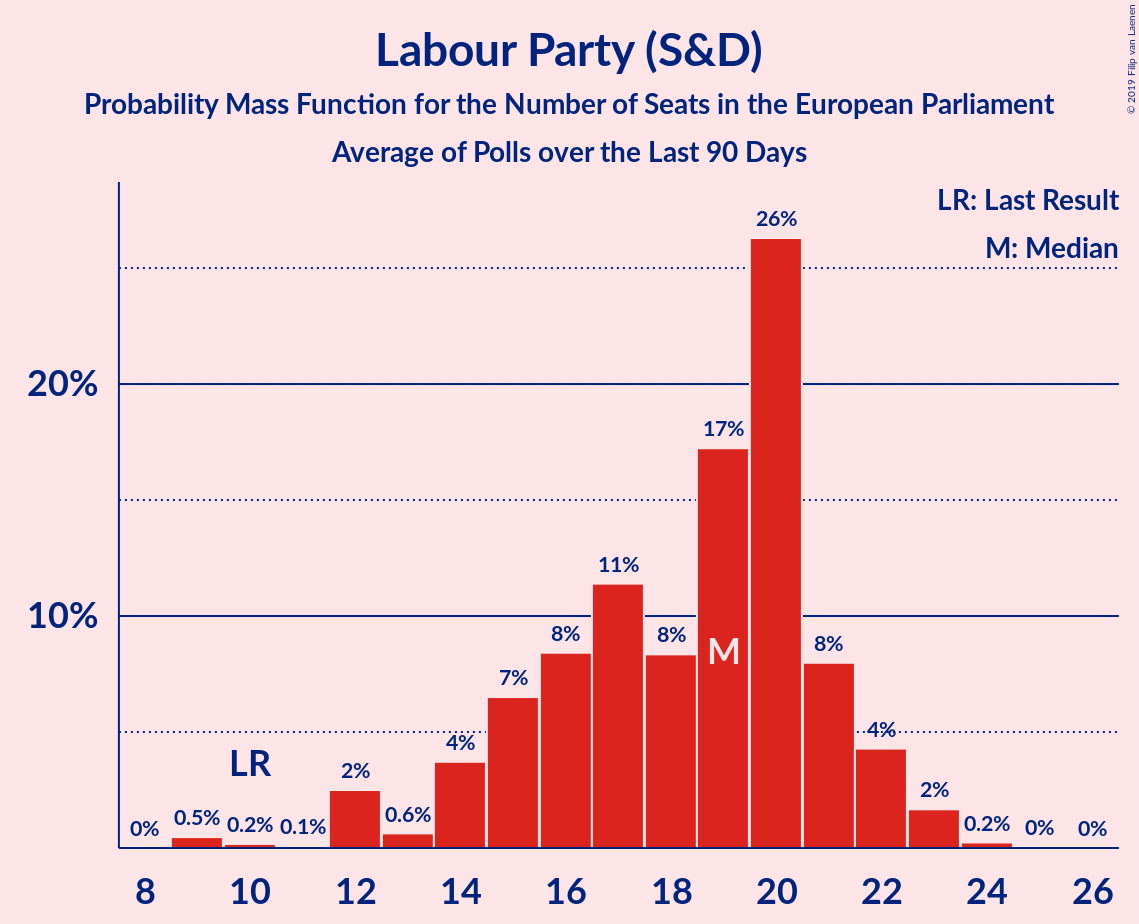 Labour Party (S&D)
Probability Mass Function for the Number of Seats in the European Parliament
Average of Polls over the Last 90 Days
© 2019 Filip van Laenen
LR: Last Result
M: Median
20%
10%
0%
0.5%
0.2%
0.1%
2%
0.6%
4%
7%
8%
11%
8%
17%
26%
8%
4%
2%
0.2%
0%
0%
LR
M
8 10 12 14 16 18 20 22 24 26